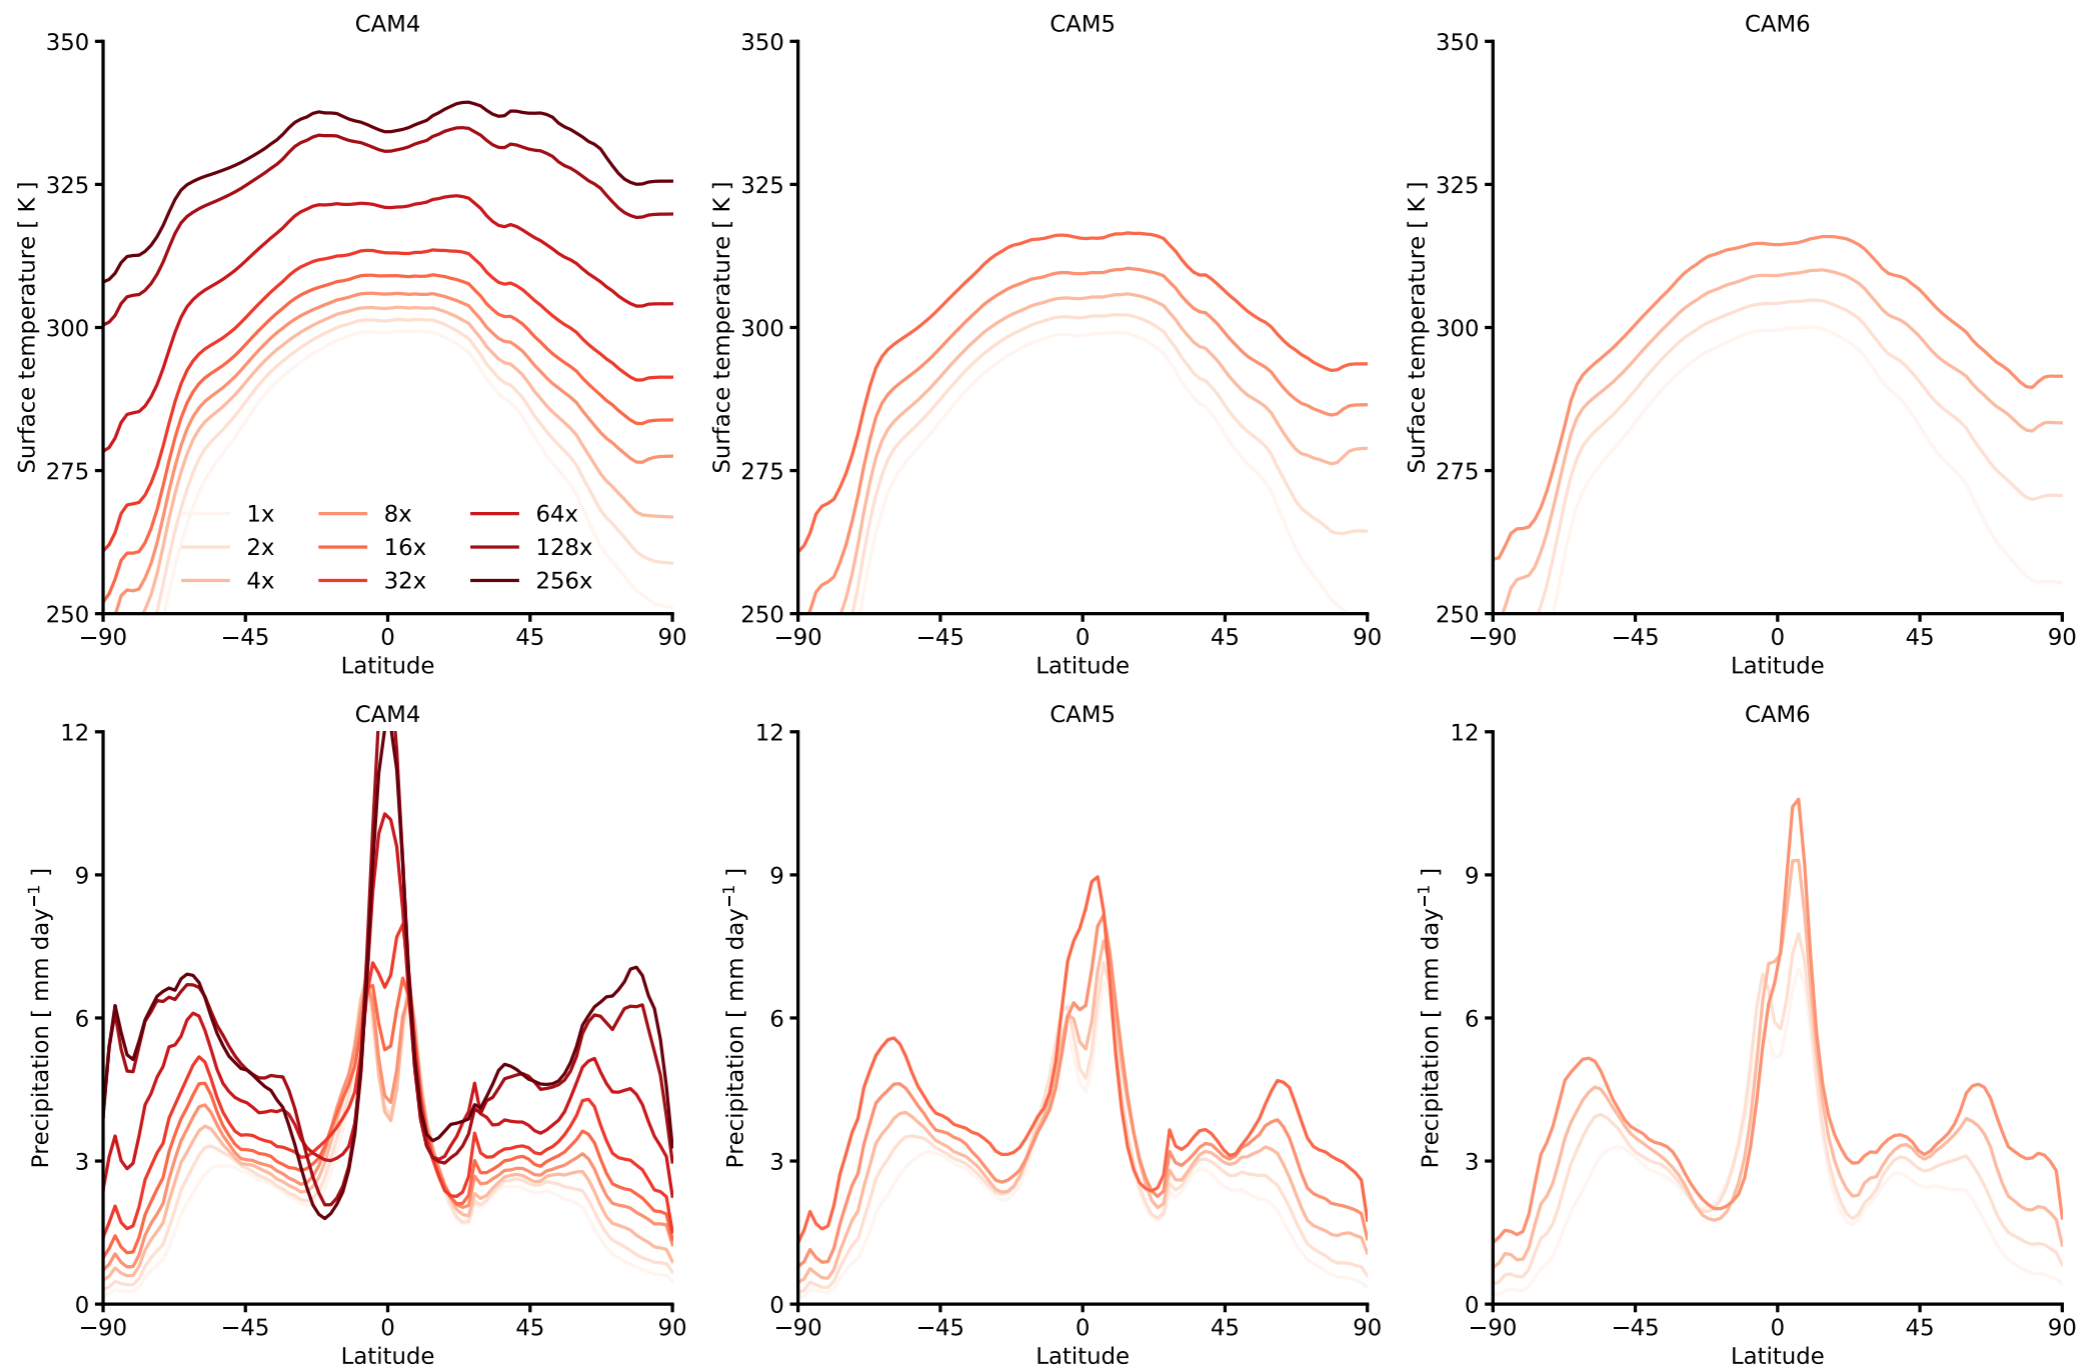 CAM4
CAM5
CAM6
350
325
300
275
250
Surface temperature [ K ]
1x 8x 64x
2x 16x 128x
4x 32x 256x
−90 −45 0 45 90
Latitude
350
325
300
275
250
Surface temperature [ K ]
−90 −45 0 45 90
Latitude
350
325
300
275
250
Surface temperature [ K ]
−90 −45 0 45 90
Latitude
CAM4
CAM5
CAM6
12
9
6
3
0
Precipitation [ mm day⁻¹ ]
−90 −45 0 45 90
Latitude
12
9
6
3
0
Precipitation [ mm day⁻¹ ]
−90 −45 0 45 90
Latitude
12
9
6
3
0
Precipitation [ mm day⁻¹ ]
−90 −45 0 45 90
Latitude